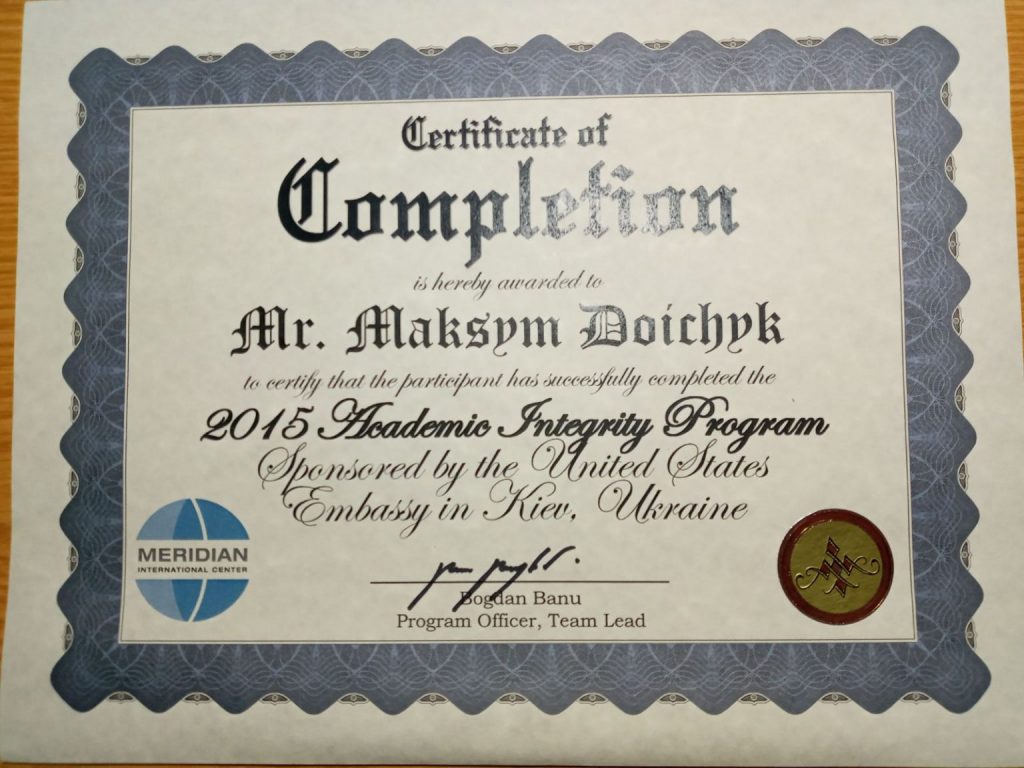 Certificate of
Completion
is hereby awarded to
Mr. Maksym Doichyk
to certify that the participant has successfully completed the
2015 Academic Integrity Program
Sponsored by the United States
Embassy in Kiev, Ukraine
MERIDIAN
INTERNATIONAL CENTER
Bogdan Banu
Program Officer, Team Lead